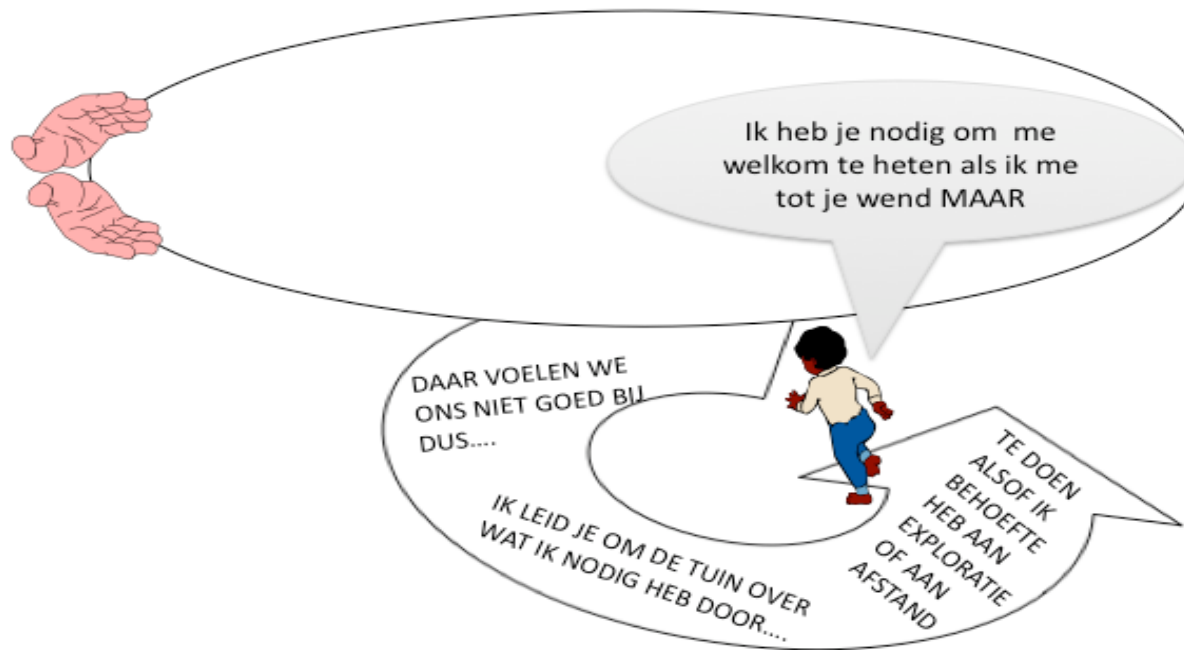 Ik heb je nodig om me
welkom te heten als ik me
tot je wend MAAR
DAAR VOELEN WE
ONS NIET GOED BIJ
DUS....
IK LEID JE OM DE TUIN OVER
WAT IK NODIG HEB DOOR....
TE DOEN
ALSOF IK
BEHOEFTE
HEB AAN
EXPLORATIE
OF AAN
AFSTAND